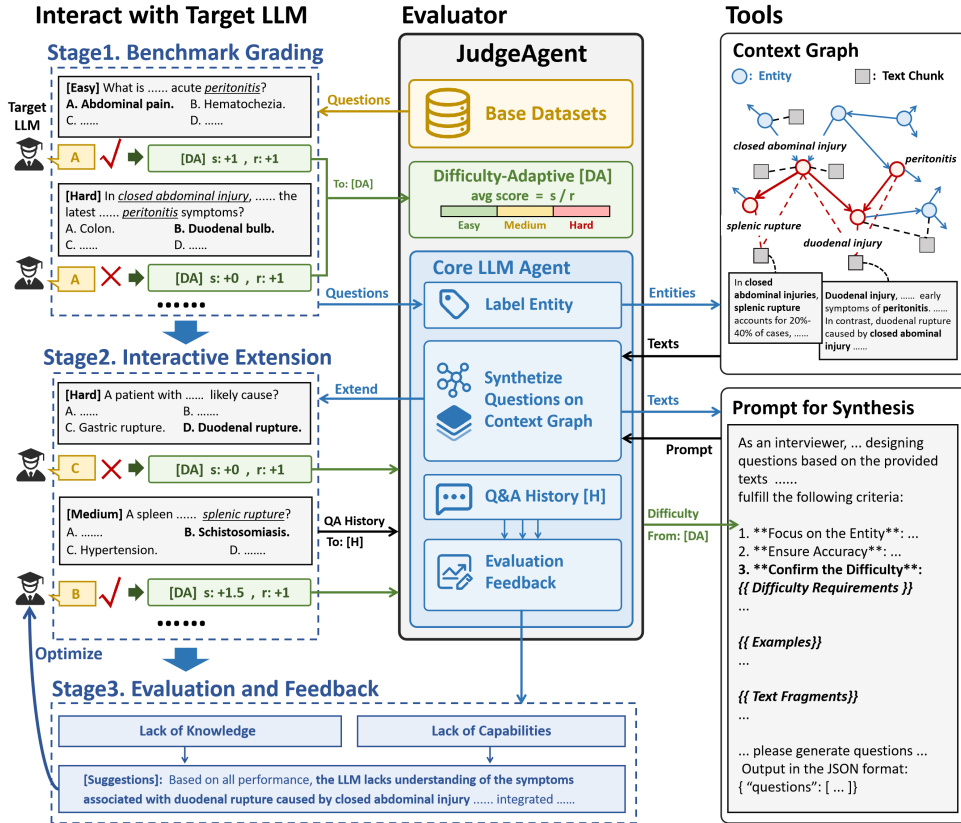 Interact with Target LLM
Evaluator
Tools
Stage1. Benchmark Grading
Target
LLM
[Easy] What is ...... acute peritonitis?
A. Abdominal pain. B. Hematochezia.
C. ...... D. ......
A
[DA] s: +1 , r: +1
[Hard] In closed abdominal injury, ...... the
latest ...... peritonitis symptoms?
A. Colon. B. Duodenal bulb.
C. ...... D. ......
A
[DA] s: +0 , r: +1
.......
Questions
To: [DA]
Questions
Stage2. Interactive Extension
[Hard] A patient with ...... likely cause?
A. ...... B. .......
C. Gastric rupture. D. Duodenal rupture.
C
[DA] s: +0 , r: +1
[Medium] A spleen ...... splenic rupture?
A. ....... B. Schistosomiasis.
C. Hypertension. D. .......
B
[DA] s: +1.5 , r: +1
......
Extend
QA History
To: [H]
Optimize
JudgeAgent
Base Datasets
Difficulty-Adaptive [DA]
avg score = s / r
Easy Medium Hard
Core LLM Agent
Label Entity
Synthetize
Questions on
Context Graph
Q&A History [H]
Evaluation
Feedback
Entities
Texts
Texts
Prompt
Difficulty
From: [DA]
Context Graph
: Entity : Text Chunk
closed abominal injury
peritonitis
splenic rupture
duodenal injury
In closed
abdominal injuries,
splenic rupture
accounts for 20%-
40% of cases, ......
Duodenal injury, ...... early
symptoms of peritonitis. ......
In contrast, duodenal rupture
caused by closed abdominal
injury ......
Prompt for Synthesis
As an interviewer, ... designing
questions based on the provided
texts ......
fulfill the following criteria:
1. **Focus on the Entity**: ...
2. **Ensure Accuracy**: ...
3. **Confirm the Difficulty**:
{{ Difficulty Requirements }}
...
{{ Examples}}
...
{{ Text Fragments}}
...
... please generate questions ...
Output in the JSON format:
{ “questions”: [ ... ]}
Stage3. Evaluation and Feedback
Lack of Knowledge
Lack of Capabilities
[Suggestions]: Based on all performance, the LLM lacks understanding of the symptoms
associated with duodenal rupture caused by closed abdominal injury ...... integrated ......